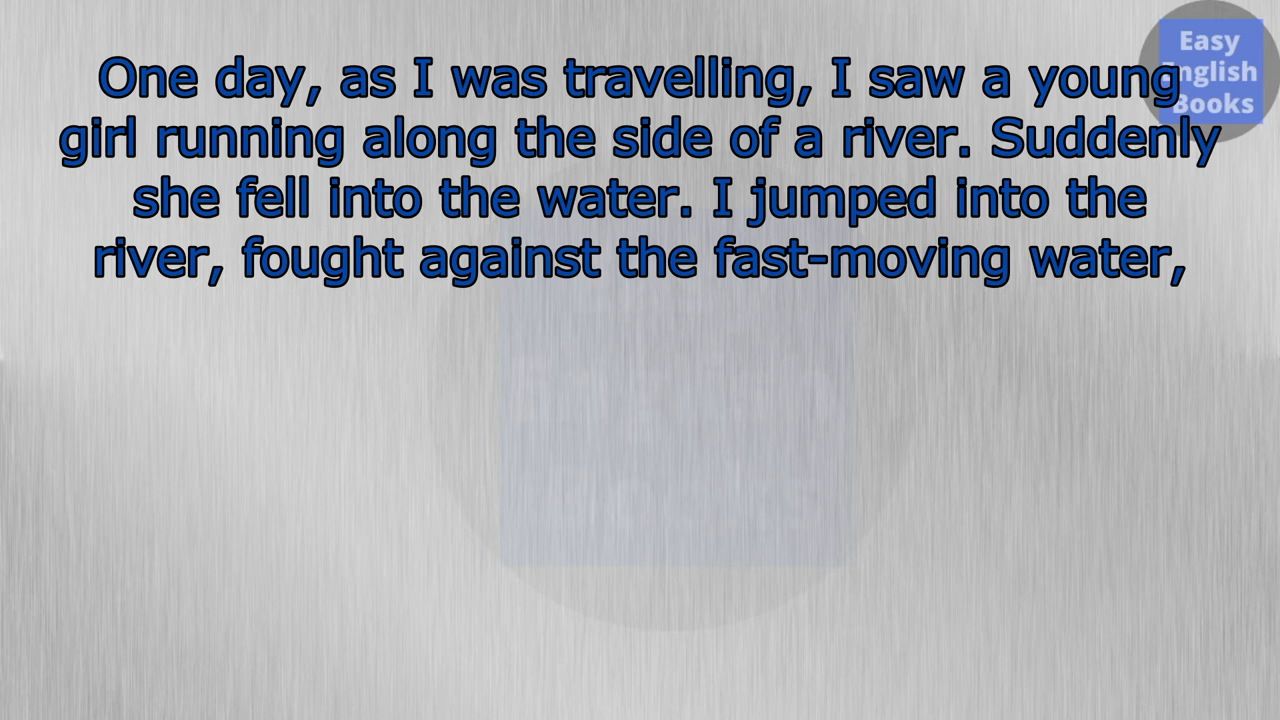 Easy
English
Books
One day, as I was travelling, I saw a young
girl running along the side of a river. Suddenly
she fell into the water. I jumped into the
river, fought against the fast-moving water,